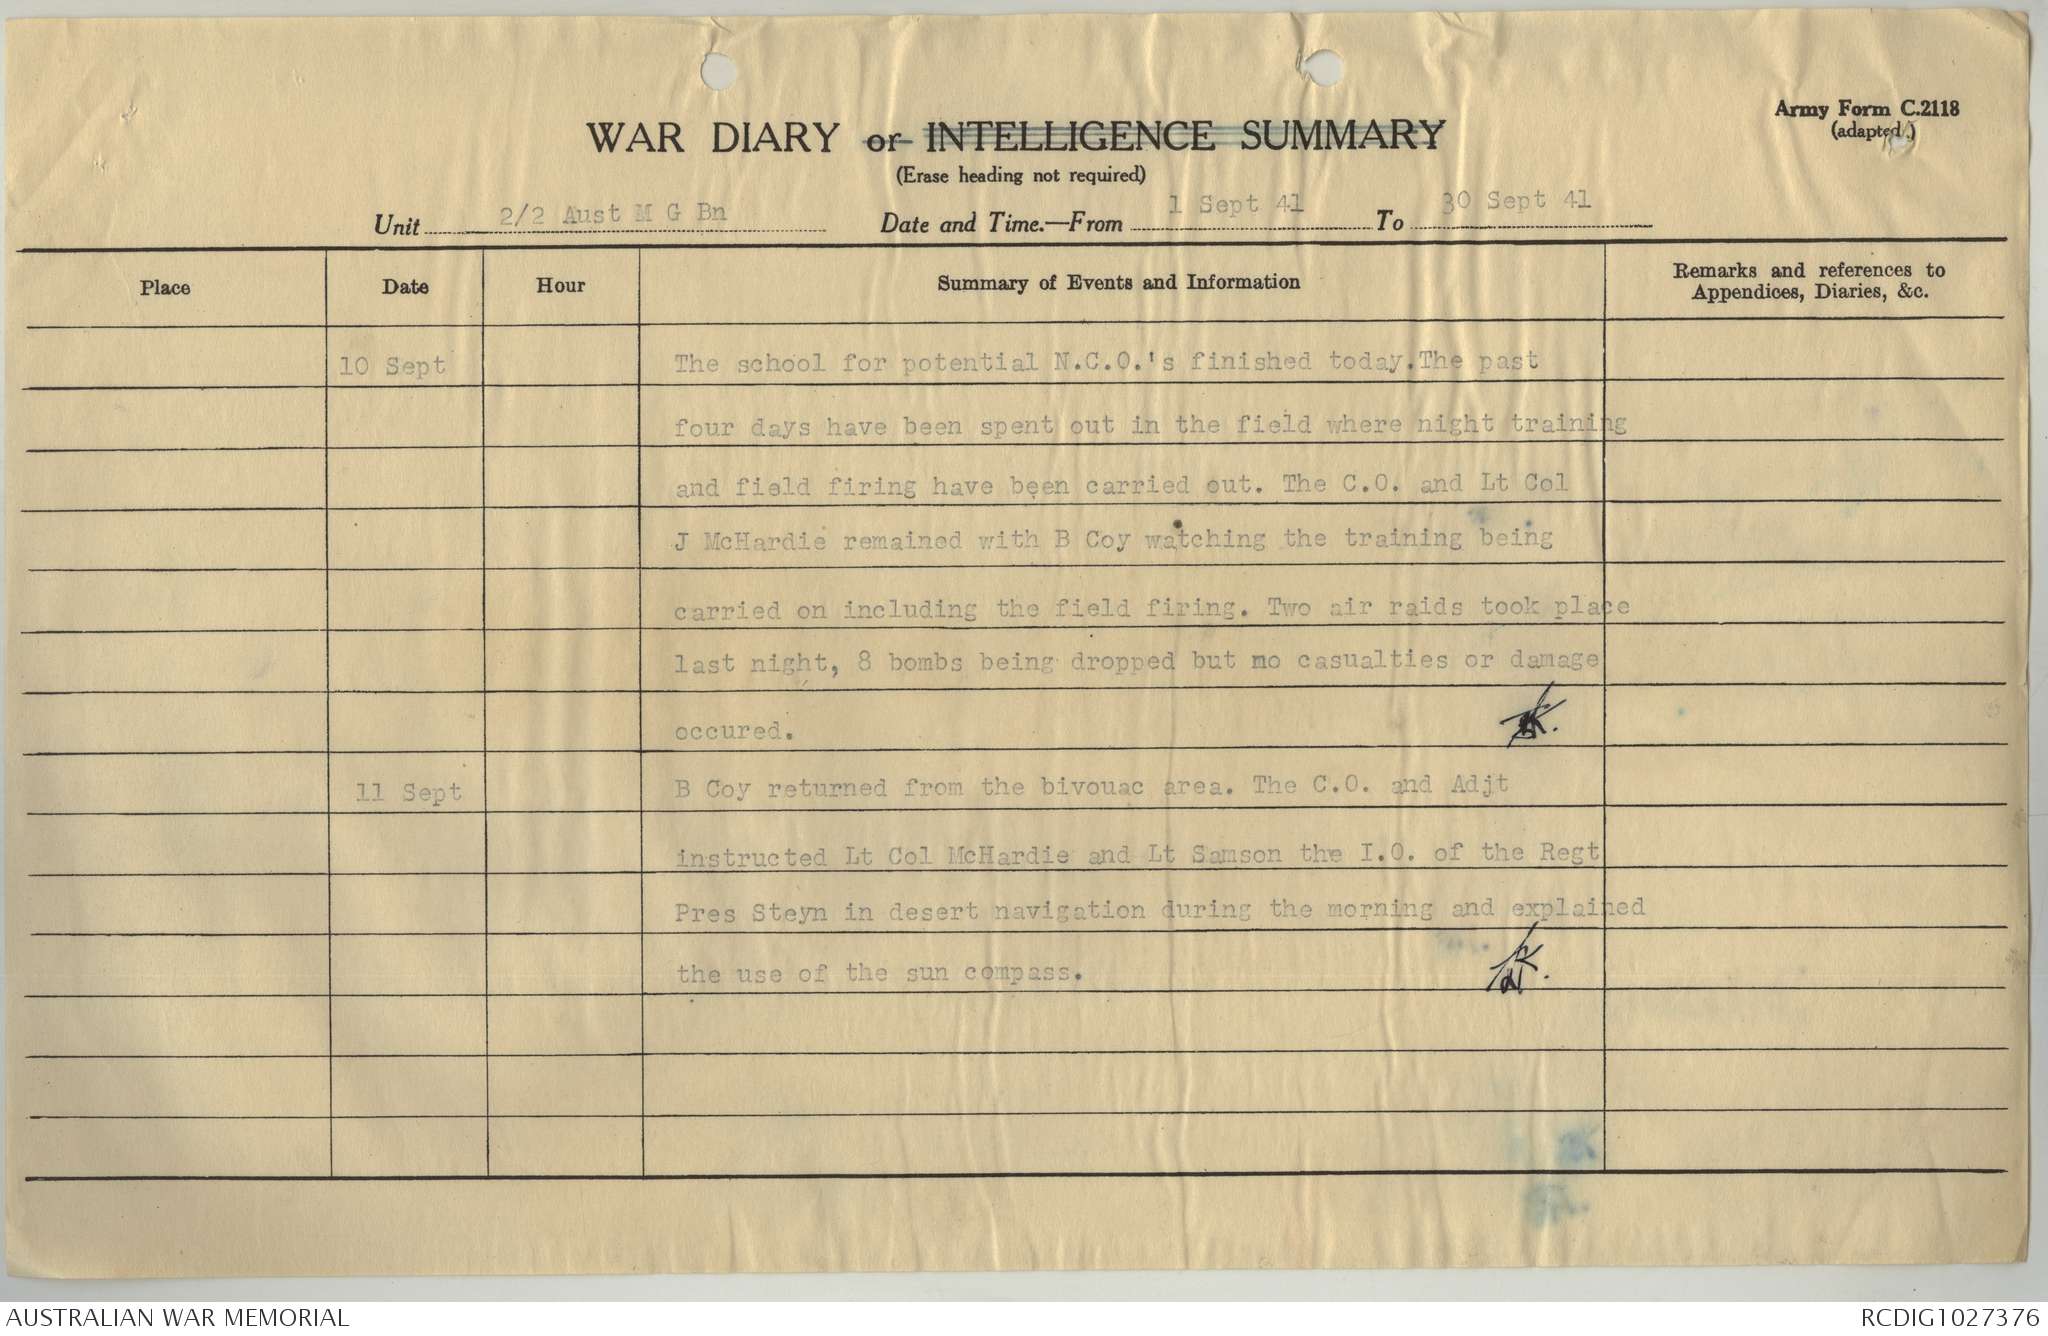 Army Form C.2118
(adapted.)
WAR DIARY or INTELLIGENCE SUMMARY
(Erase heading not required)
Unit 2/2 Aust M G Bn Date and Time.—From 1 Sept 41 To 30 Sept 41
Place Date Hour Summary of Events and Information Remarks and references to
Appendices, Diaries, &c.
10 Sept The school for potential N.C.O.'s finished today.The past
four days have been spent out in the field where night training
and field firing have been carried out. The C.O. and Lt Col
J McHardie remained with B Coy watching the training being
carried on including the field firing. Two air raids took place
last night, 8 bombs being dropped but no casualties or damage
occured.
11 Sept B Coy returned from the bivouac area. The C.O. and Adjt
instructed Lt Col McHardie and Lt Samson the I.O. of the Regt
Pres Steyn in desert navigation during the morning and explained
the use of the sun compass.
AUSTRALIAN WAR MEMORIAL RCDIG1027376